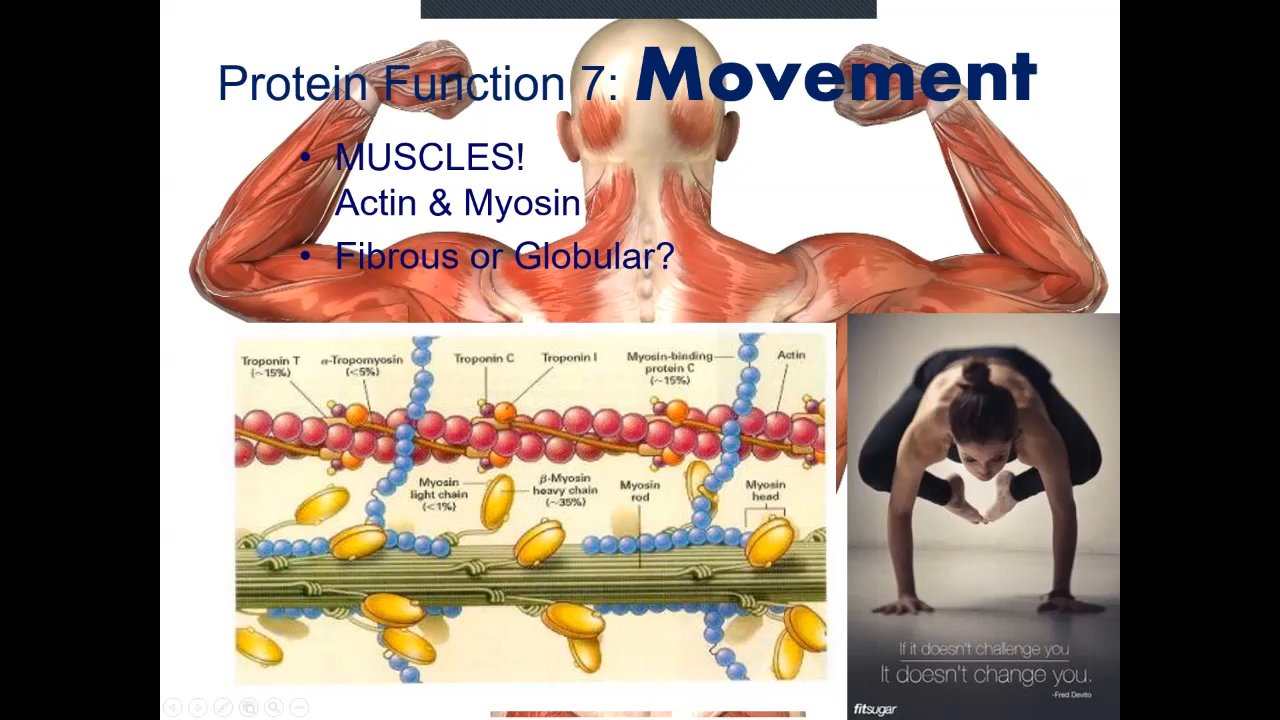 Protein Function 7: Movement
• MUSCLES!
Actin & Myosin
• Fibrous or Globular?
Troponin T
(~15%)
α-Tropomyosin
(<5%)
Troponin C
Troponin I
Myosin-binding
protein C
(~15%)
Actin
Myosin
light chain
(<1%)
β-Myosin
heavy chain
(~35%)
Myosin
rod
Myosin
head
If it doesn't challenge you
It doesn't change you.
-Fred Devito
fitsugar